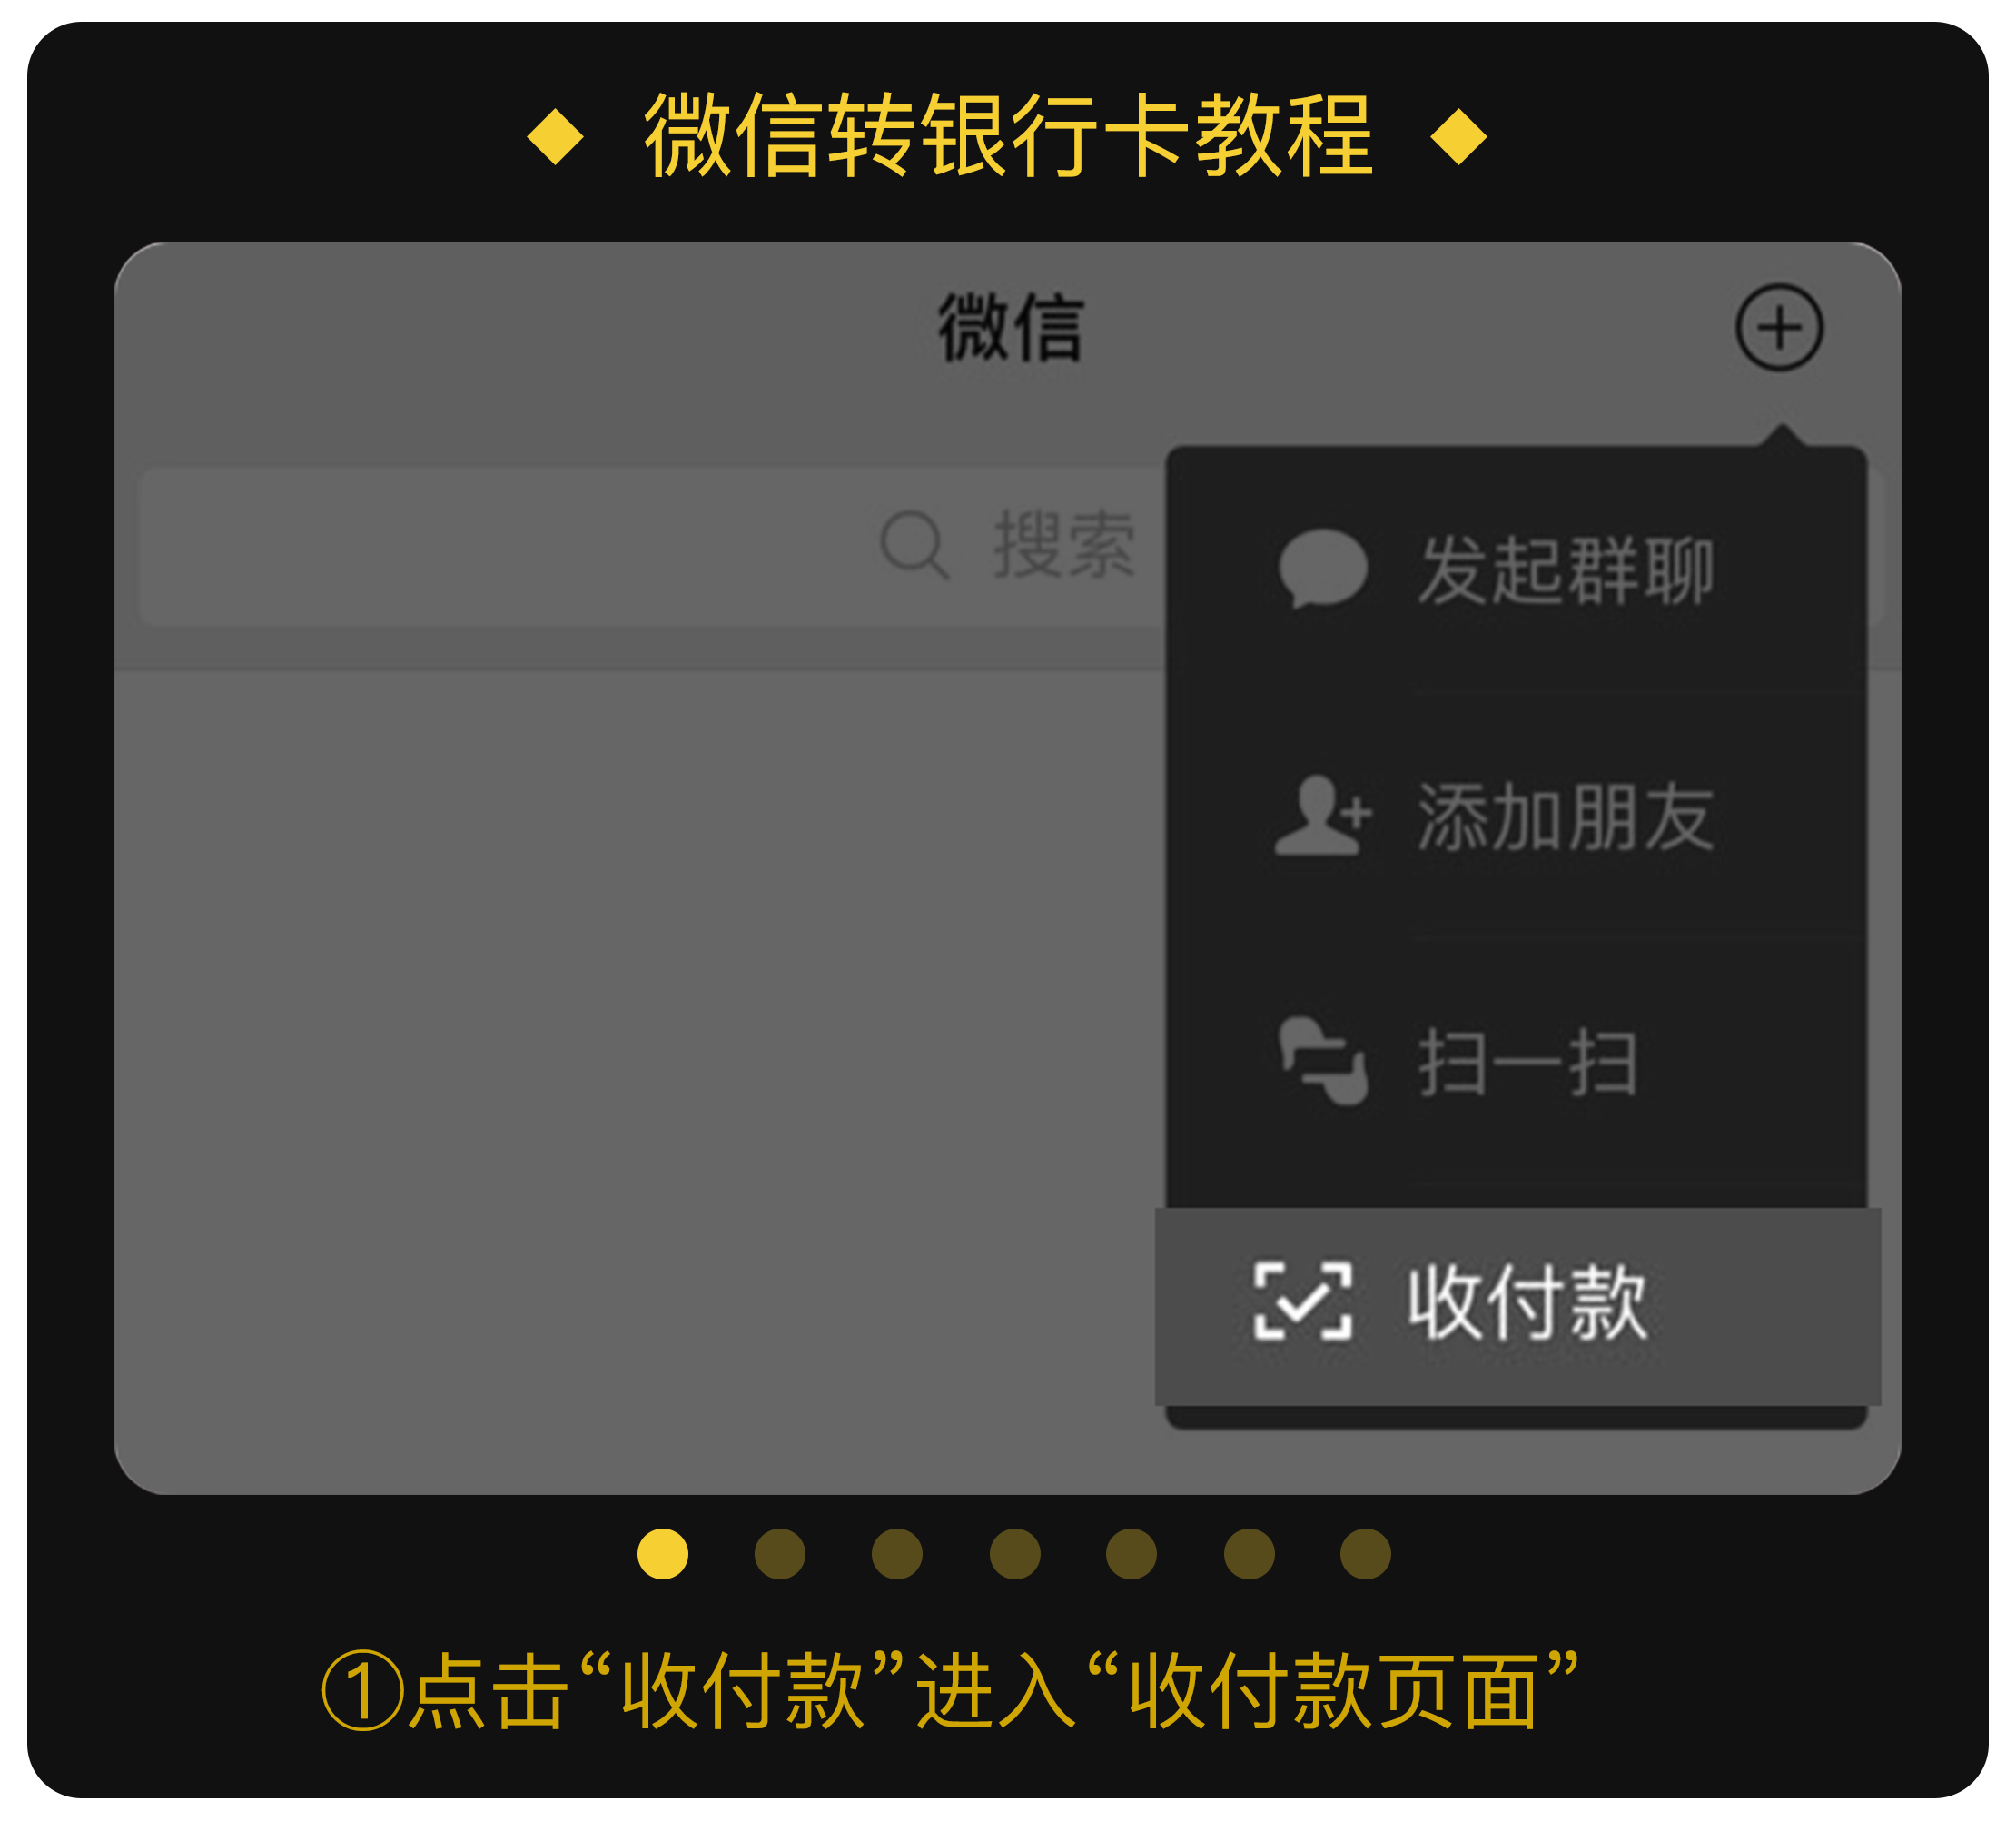 微信转银行卡教程
微信
搜索
发起群聊
添加朋友
扫一扫
收付款
①点击“收付款”进入“收付款页面”